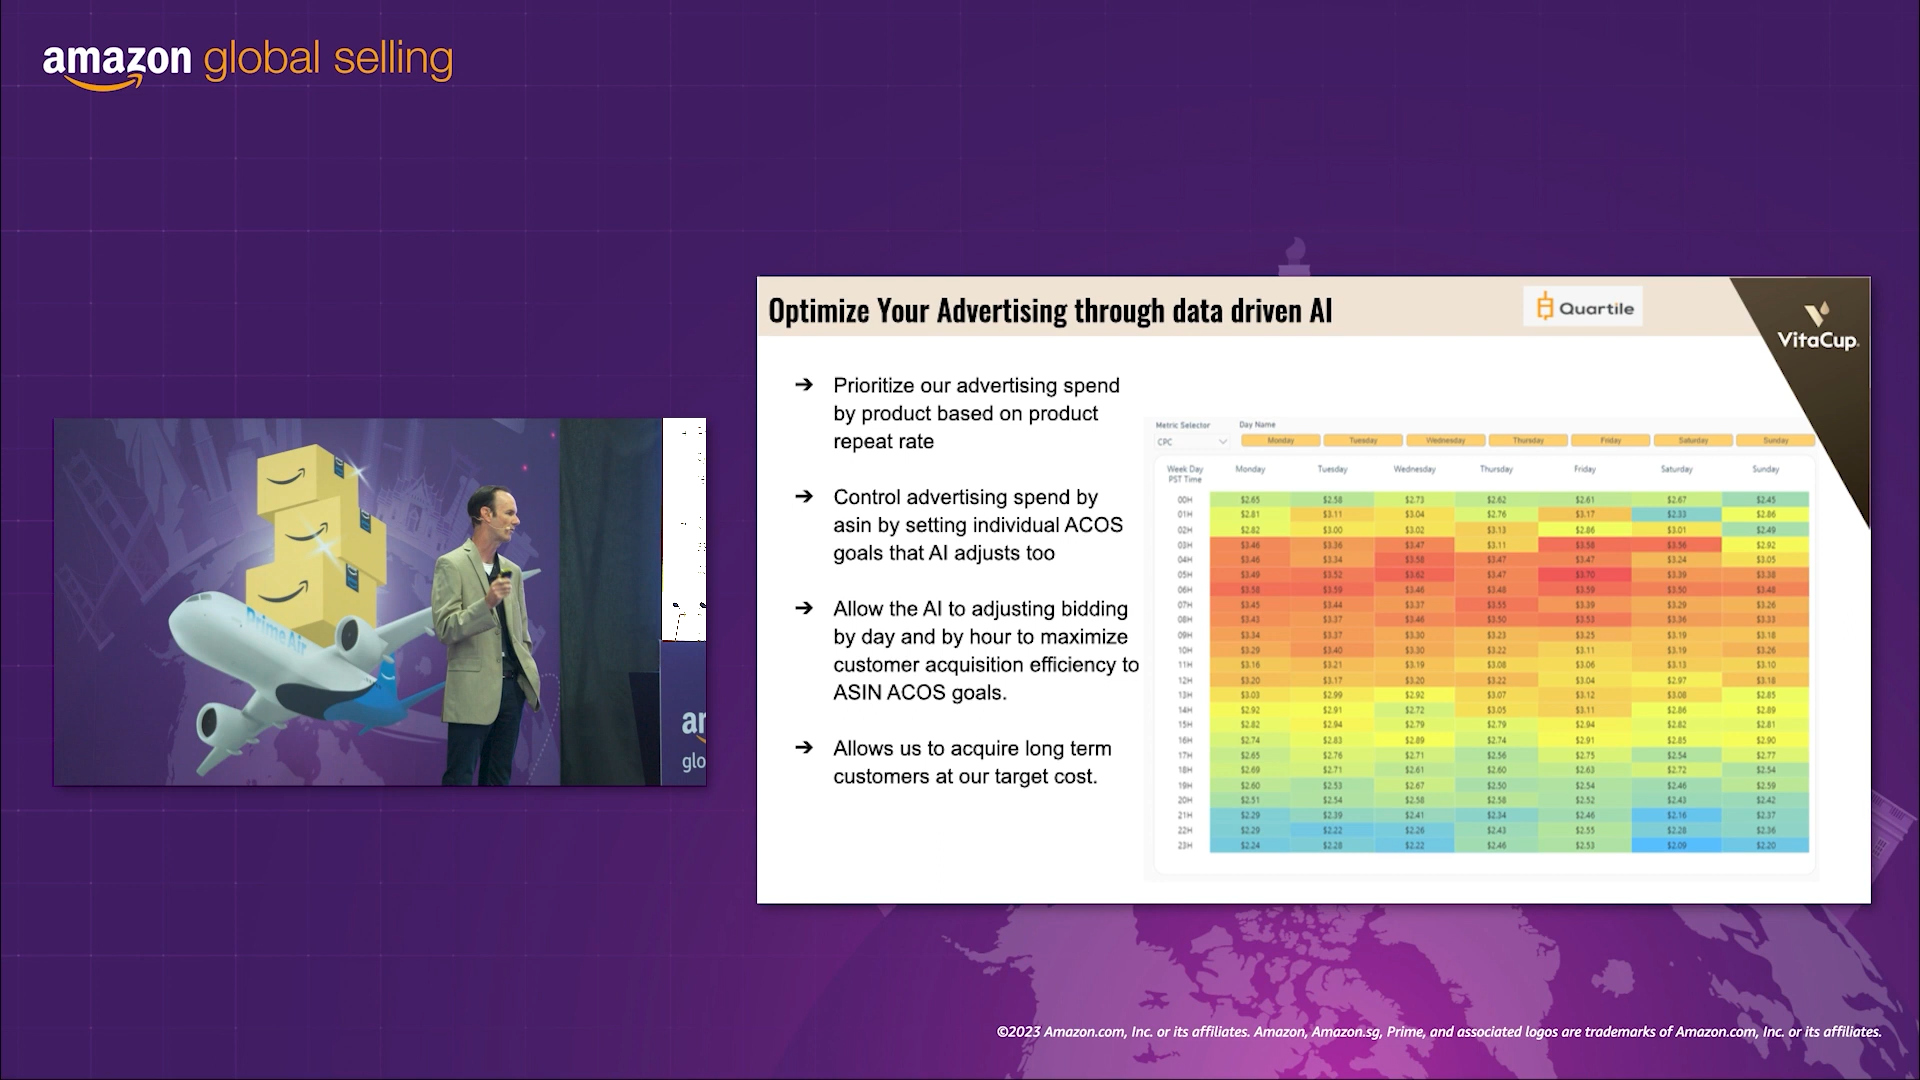 amazon global selling
Optimize Your Advertising through data driven AI
Quartile
VitaCup
➔ Prioritize our advertising spend
by product based on product
repeat rate
➔ Control advertising spend by
asin by setting individual ACOS
goals that AI adjusts too
➔ Allow the AI to adjusting bidding
by day and by hour to maximize
customer acquisition efficiency to
ASIN ACOS goals.
➔ Allows us to acquire long term
customers at our target cost.
Metric Selector Day Name
CPC Monday Tuesday Wednesday Thursday Friday Saturday Sunday
Week Day Monday Tuesday Wednesday Thursday Friday Saturday Sunday
PST Time
00H $2.65 $2.58 $2.73 $2.62 $2.61 $2.67 $2.45
01H $2.81 $3.11 $3.04 $2.76 $3.17 $2.33 $2.86
02H $2.82 $3.00 $3.02 $3.13 $2.86 $3.01 $2.49
03H $3.46 $3.36 $3.47 $3.11 $3.58 $3.56 $2.92
04H $3.46 $3.34 $3.58 $3.47 $3.47 $3.24 $3.05
05H $3.49 $3.52 $3.62 $3.47 $3.70 $3.39 $3.38
06H $3.58 $3.59 $3.46 $3.48 $3.59 $3.50 $3.48
07H $3.45 $3.44 $3.37 $3.55 $3.39 $3.29 $3.26
08H $3.43 $3.37 $3.46 $3.50 $3.53 $3.36 $3.33
09H $3.34 $3.37 $3.30 $3.23 $3.25 $3.19 $3.18
10H $3.29 $3.40 $3.30 $3.22 $3.11 $3.19 $3.26
11H $3.16 $3.21 $3.19 $3.08 $3.06 $3.13 $3.10
12H $3.20 $3.17 $3.20 $3.22 $3.04 $2.97 $3.18
13H $3.03 $2.99 $2.92 $3.07 $3.12 $3.08 $2.85
14H $2.92 $2.91 $2.72 $3.05 $3.11 $2.86 $2.89
15H $2.82 $2.94 $2.79 $2.79 $2.94 $2.82 $2.81
16H $2.74 $2.83 $2.89 $2.74 $2.91 $2.85 $2.90
17H $2.65 $2.76 $2.71 $2.56 $2.75 $2.54 $2.77
18H $2.69 $2.71 $2.61 $2.60 $2.63 $2.72 $2.54
19H $2.60 $2.53 $2.67 $2.50 $2.54 $2.46 $2.59
20H $2.51 $2.54 $2.58 $2.58 $2.52 $2.43 $2.42
21H $2.29 $2.39 $2.41 $2.34 $2.46 $2.16 $2.37
22H $2.29 $2.22 $2.26 $2.43 $2.55 $2.28 $2.36
23H $2.24 $2.28 $2.22 $2.46 $2.53 $2.09 $2.20
Prime Air
am
glo
©2023 Amazon.com, Inc. or its affiliates. Amazon, Amazon.sg, Prime, and associated logos are trademarks of Amazon.com, Inc. or its affiliates.